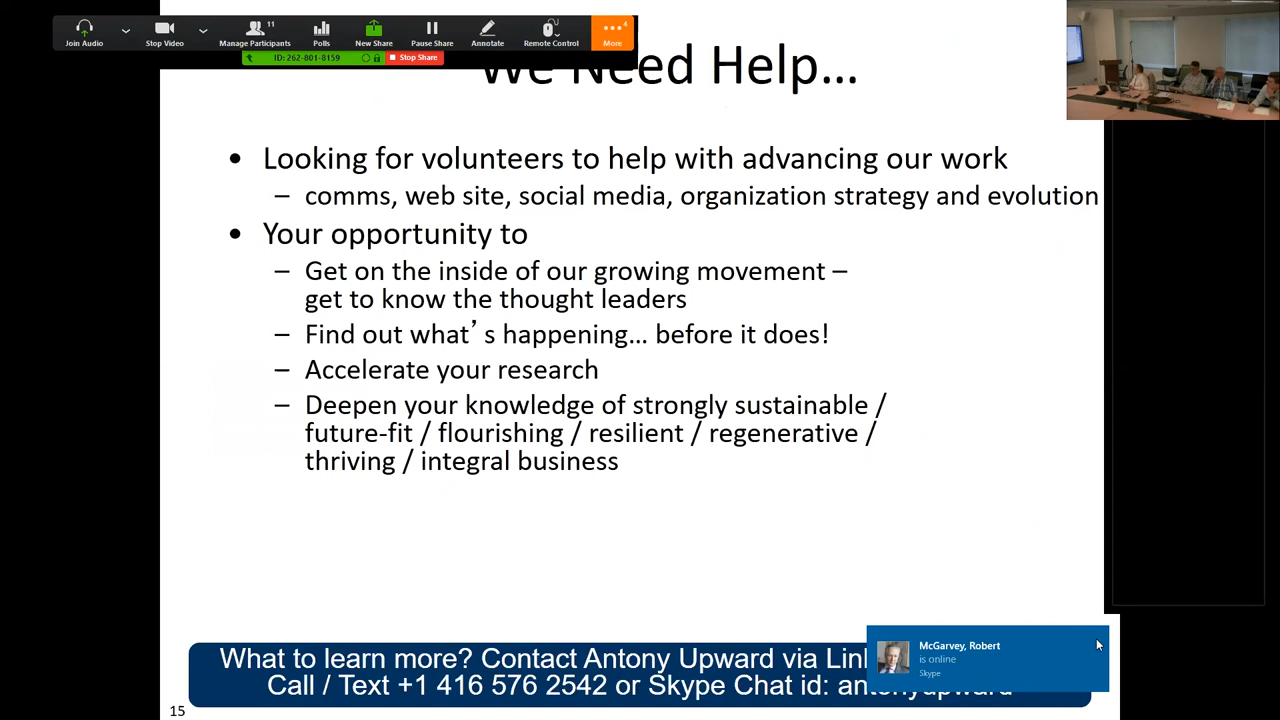 Join Audio
Stop Video
11
Manage Participants
Polls
New Share
Pause Share
Annotate
Remote Control
4
More
ID: 262-801-8159
Stop Share
We Need Help...
• Looking for volunteers to help with advancing our work
– comms, web site, social media, organization strategy and evolution
• Your opportunity to
– Get on the inside of our growing movement –
get to know the thought leaders
– Find out what’s happening... before it does!
– Accelerate your research
– Deepen your knowledge of strongly sustainable /
future-fit / flourishing / resilient / regenerative /
thriving / integral business
What to learn more? Contact Antony Upward via Lin
Call / Text +1 416 576 2542 or Skype Chat id: antonyupward
McGarvey, Robert
is online
Skype
15